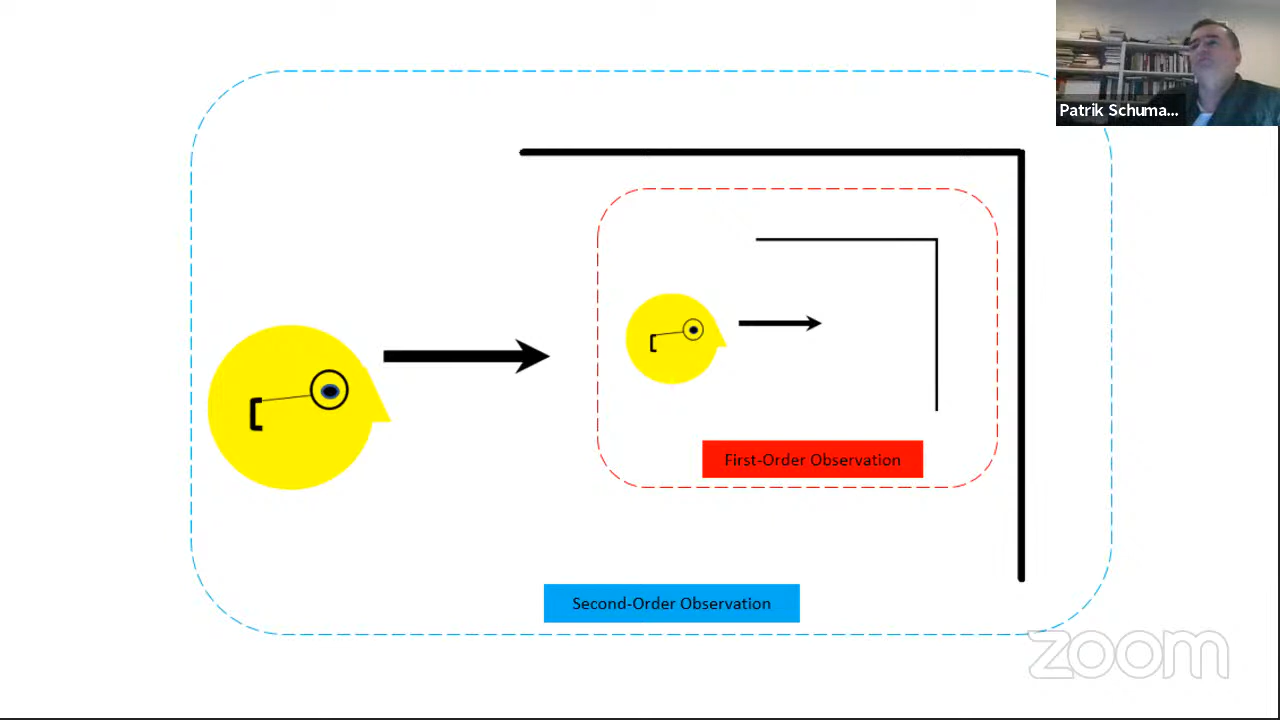 Patrik Schuma...
First-Order Observation
Second-Order Observation
zoom